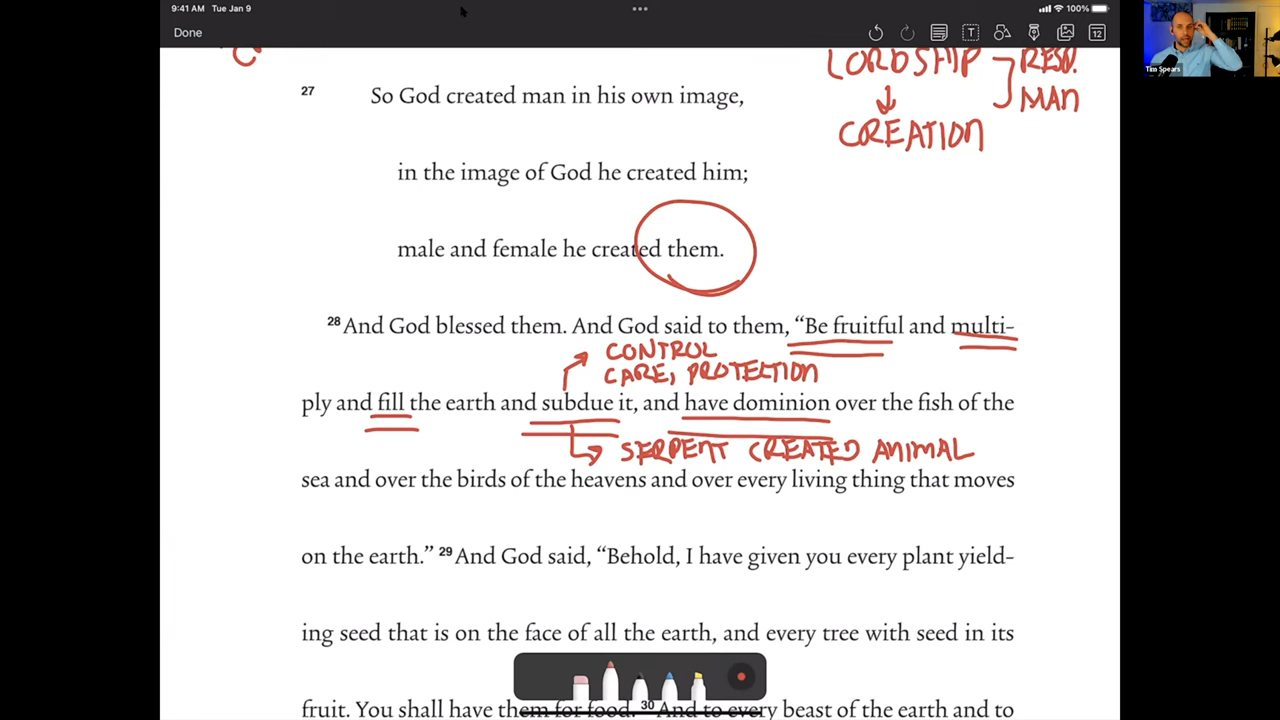 9:41 AM Tue Jan 9
100%
Done
T
12
Tim Spears
LORDSHIP
RESP.
MAN
CREATION
27 So God created man in his own image,
in the image of God he created him;
male and female he created them.
28 And God blessed them. And God said to them, “Be fruitful and multi-
CONTROL
CARE, PROTECTION
ply and fill the earth and subdue it, and have dominion over the fish of the
SERPENT CREATED ANIMAL
sea and over the birds of the heavens and over every living thing that moves
on the earth.” 29 And God said, “Behold, I have given you every plant yield-
ing seed that is on the face of all the earth, and every tree with seed in its
fruit. You shall have them for food. 30 And to every beast of the earth and to